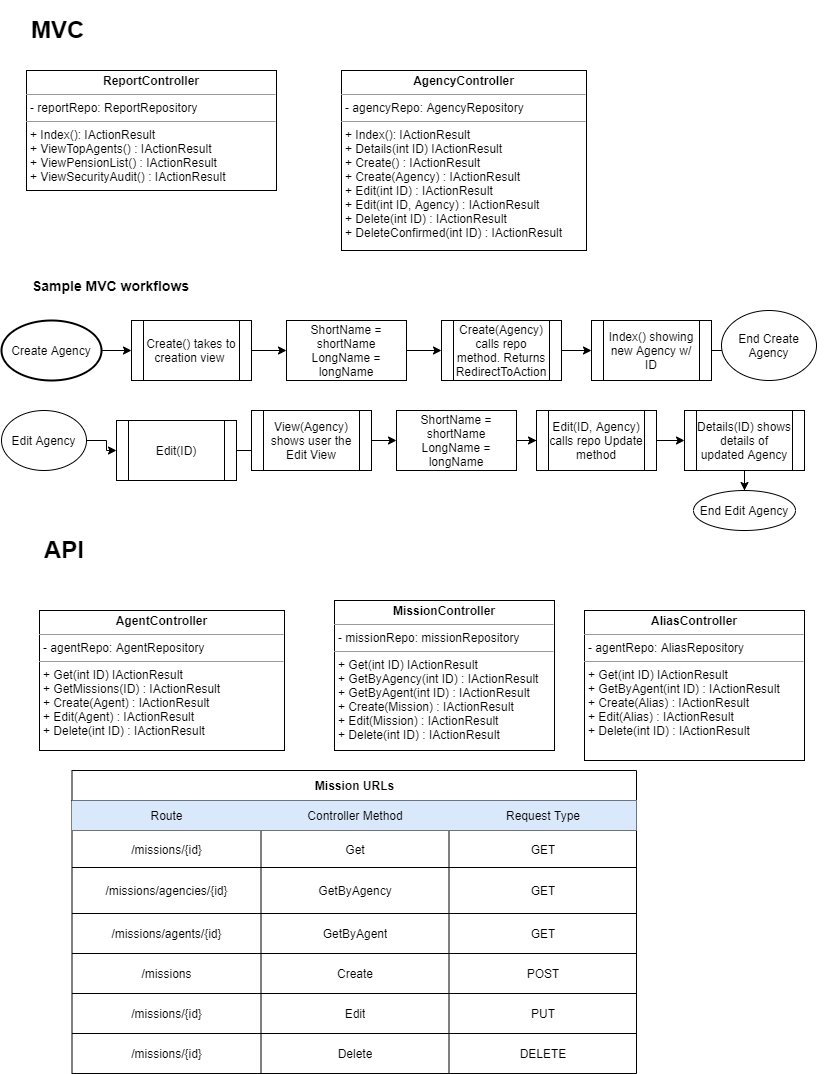 MVC
ReportController
- reportRepo: ReportRepository
+ Index(): IActionResult
+ ViewTopAgents() : IActionResult
+ ViewPensionList() : IActionResult
+ ViewSecurityAudit() : IActionResult
AgencyController
- agencyRepo: AgencyRepository
+ Index(): IActionResult
+ Details(int ID) IActionResult
+ Create() : IActionResult
+ Create(Agency) : IActionResult
+ Edit(int ID) : IActionResult
+ Edit(int ID, Agency) : IActionResult
+ Delete(int ID) : IActionResult
+ DeleteConfirmed(int ID) : IActionResult
Sample MVC workflows
Create Agency
Create() takes to
creation view
ShortName =
shortName
LongName =
longName
Create(Agency)
calls repo
method. Returns
RedirectToAction
Index() showing
new Agency w/
ID
End Create
Agency
Edit Agency
Edit(ID)
View(Agency)
shows user the
Edit View
ShortName =
shortName
LongName =
longName
Edit(ID, Agency)
calls repo Update
method
Details(ID) shows
details of
updated Agency
End Edit Agency
API
AgentController
- agentRepo: AgentRepository
+ Get(int ID) IActionResult
+ GetMissions(ID) : IActionResult
+ Create(Agent) : IActionResult
+ Edit(Agent) : IActionResult
+ Delete(int ID) : IActionResult
MissionController
- missionRepo: missionRepository
+ Get(int ID) IActionResult
+ GetByAgency(int ID) : IActionResult
+ GetByAgent(int ID) : IActionResult
+ Create(Mission) : IActionResult
+ Edit(Mission) : IActionResult
+ Delete(int ID) : IActionResult
AliasController
- agentRepo: AliasRepository
+ Get(int ID) IActionResult
+ GetByAgent(int ID) : IActionResult
+ Create(Alias) : IActionResult
+ Edit(Alias) : IActionResult
+ Delete(int ID) : IActionResult
Mission URLs
Route Controller Method Request Type
/missions/{id} Get GET
/missions/agencies/{id} GetByAgency GET
/missions/agents/{id} GetByAgent GET
/missions Create POST
/missions/{id} Edit PUT
/missions/{id} Delete DELETE